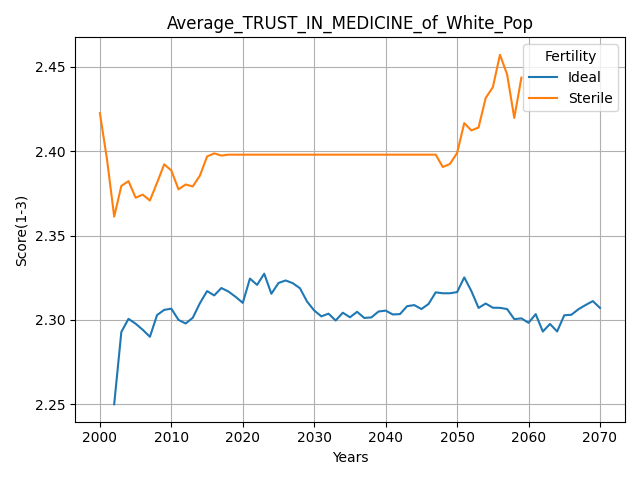 Average_TRUST_IN_MEDICINE_of_White_Pop
Fertility
Ideal
Sterile
Score(1-3)
2.45
2.40
2.35
2.30
2.25
2000 2010 2020 2030 2040 2050 2060 2070
Years